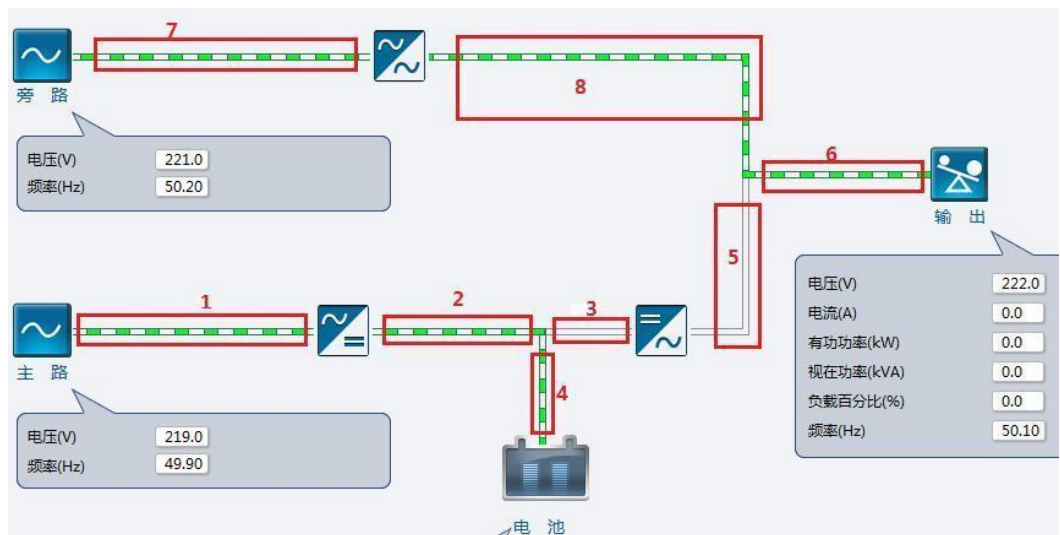 7
旁 路
8
电压(V) 221.0
频率(Hz) 50.20
6
输 出
5
电压(V) 222.0
电流(A) 0.0
有功功率(kW) 0.0
视在功率(kVA) 0.0
负载百分比(%) 0.0
频率(Hz) 50.10
1
2
3
主 路
4
电压(V) 219.0
频率(Hz) 49.90
电 池